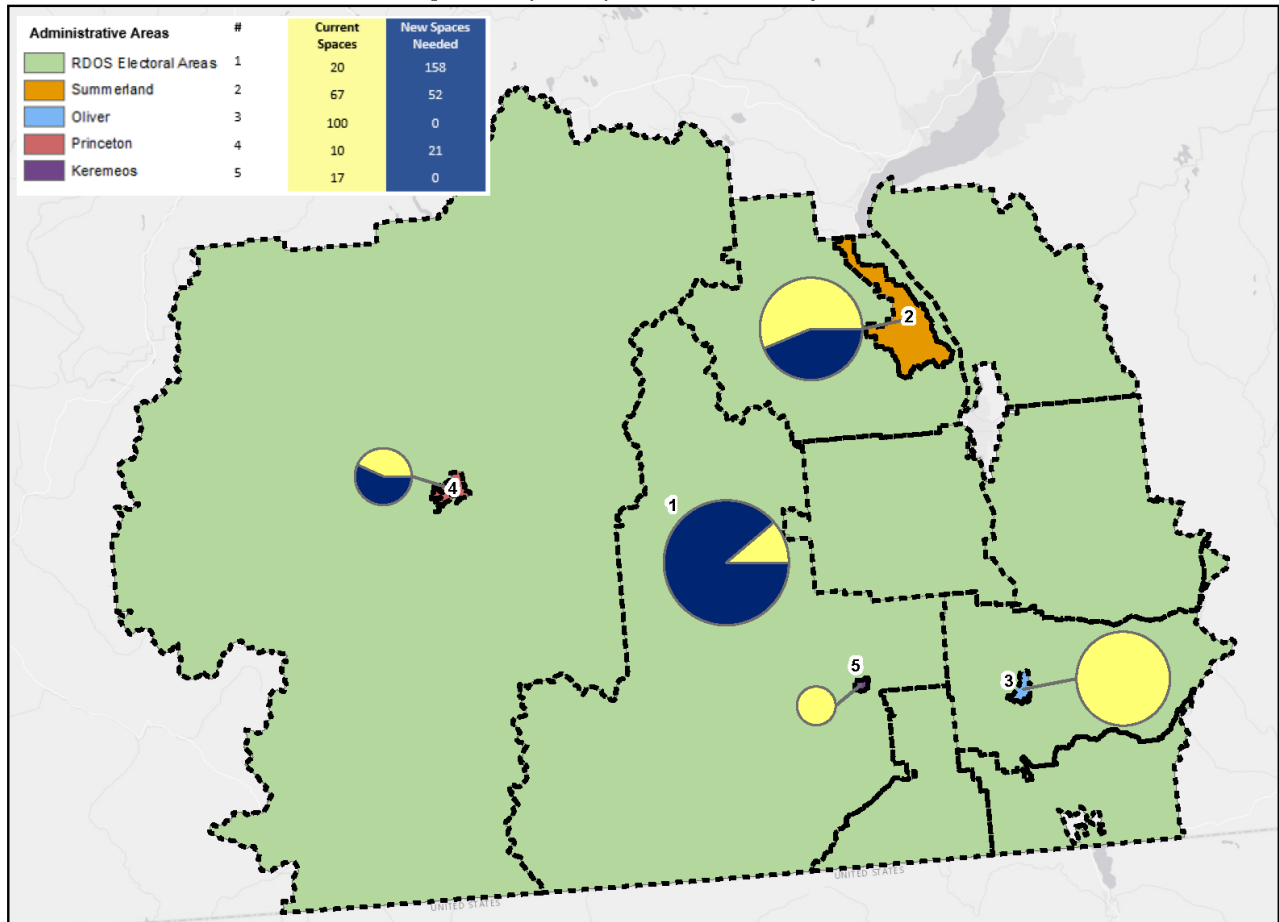 Administrative Areas # Current Spaces New Spaces Needed
RDOS Electoral Areas 1 20 158
Summerland 2 67 52
Oliver 3 100 0
Princeton 4 10 21
Keremeos 5 17 0
2
4
1
5
3
UNITED STATES
UNITED STATES